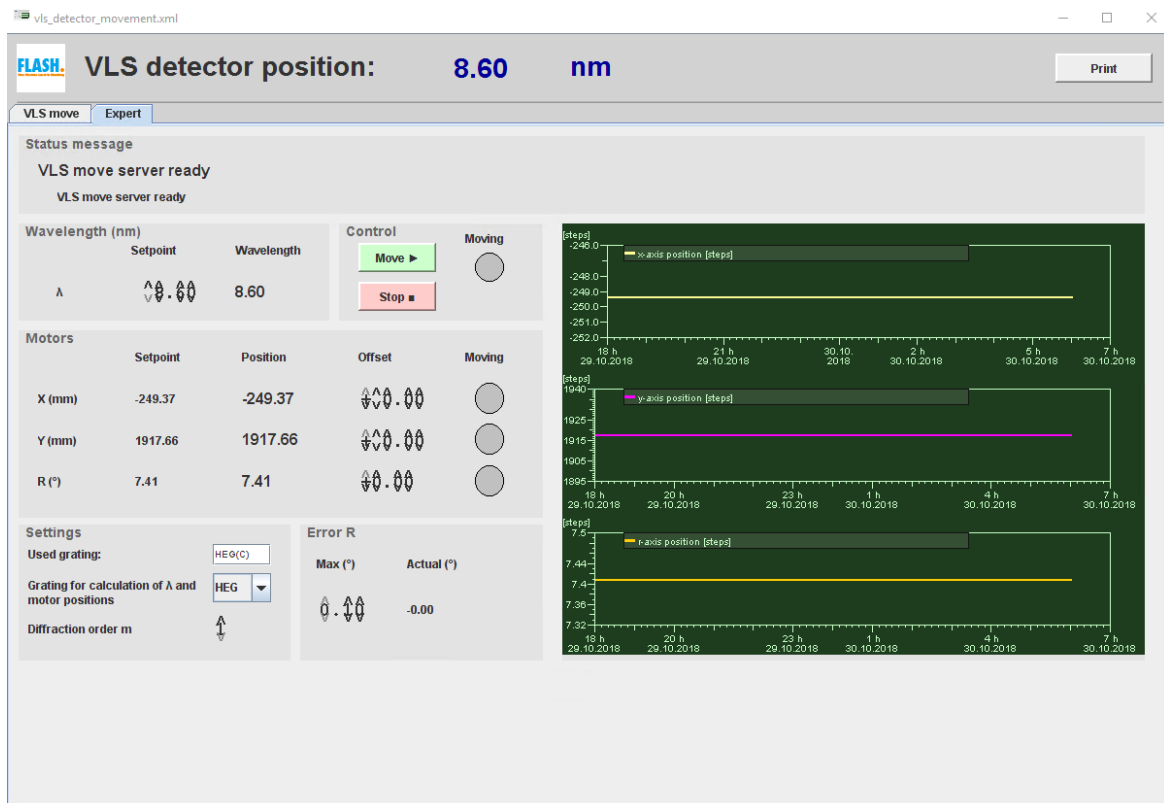 vls_detector_movement.xml
FLASH.
VLS detector position: 8.60 nm
Print
VLS move Expert
Status message
VLS move server ready
VLS move server ready
Wavelength (nm)
Setpoint Wavelength
λ 8.60 8.60
Control
Moving
Move ►
Stop ■
Motors
Setpoint Position Offset Moving
X (mm) -249.37 -249.37 +0.00
Y (mm) 1917.66 1917.66 +0.00
R (°) 7.41 7.41 +0.00
Settings
Used grating: HEG(C)
Grating for calculation of λ and
motor positions
HEG
Diffraction order m 1
Error R
Max (°) Actual (°)
0.10 -0.00
[steps]
x-axis position [steps]
-246.0
-248.0
-249.0
-250.0
-251.0
-252.0
18 h 21 h 30.10. 2 h 5 h 7 h
29.10.2018 29.10.2018 2018 30.10.2018 30.10.2018 30.10.2018
[steps]
y-axis position [steps]
1940
1925
1915
1905
1895
18 h 20 h 23 h 1 h 4 h 7 h
29.10.2018 29.10.2018 29.10.2018 30.10.2018 30.10.2018 30.10.2018
[steps]
r-axis position [steps]
7.5
7.44
7.4
7.36
7.32
18 h 20 h 23 h 1 h 4 h 7 h
29.10.2018 29.10.2018 29.10.2018 30.10.2018 30.10.2018 30.10.2018